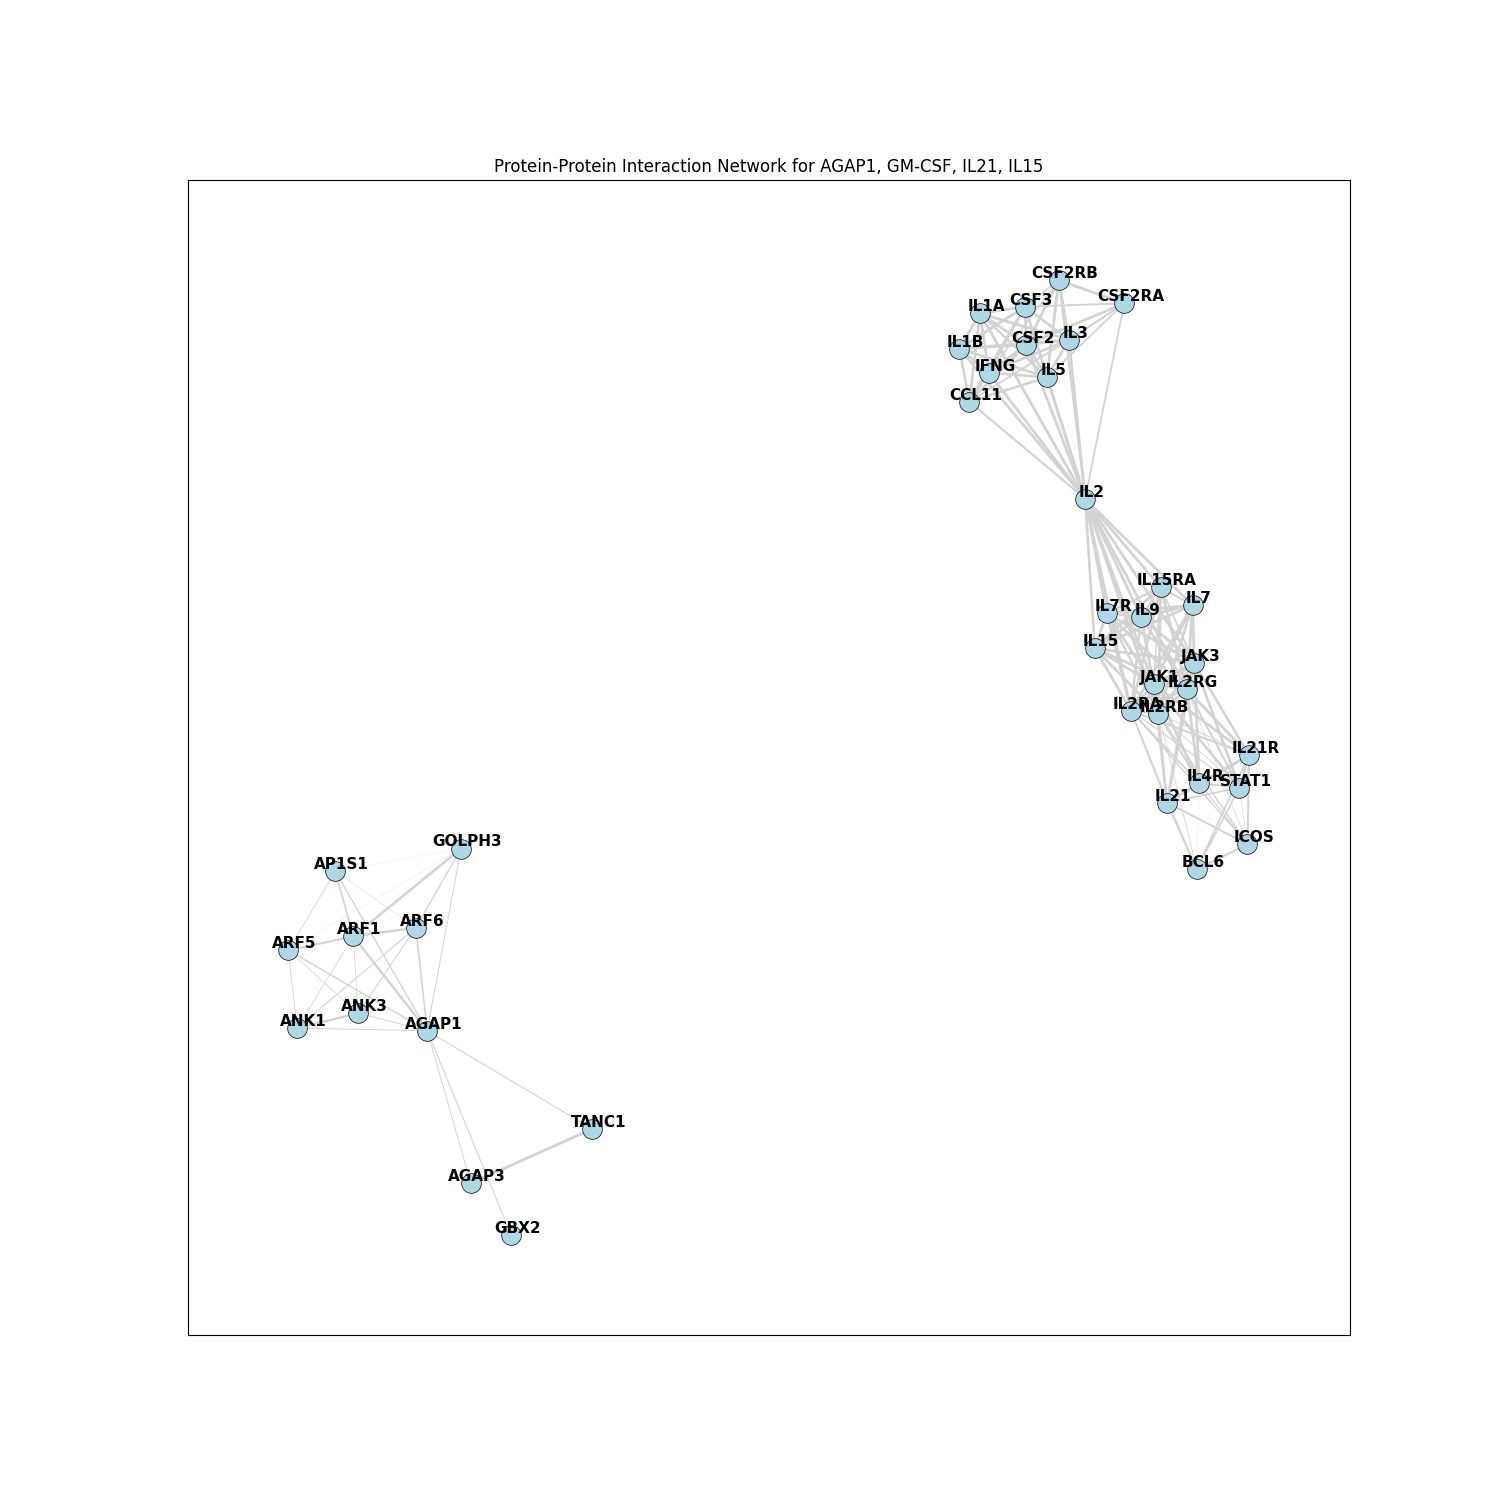 Protein-Protein Interaction Network for AGAP1, GM-CSF, IL21, IL15
CSF2RB
CSF2RA
CSF3
IL1A
IL3
CSF2
IL1B
IFNG
IL5
CCL11
IL2
IL15RA
IL7
IL7R
IL9
IL15
JAK3
JAK1
IL2RG
IL2RA
IL2RB
IL21R
IL4R
STAT1
IL21
ICOS
BCL6
GOLPH3
AP1S1
ARF6
ARF1
ARF5
ANK3
ANK1
AGAP1
TANC1
AGAP3
GBX2